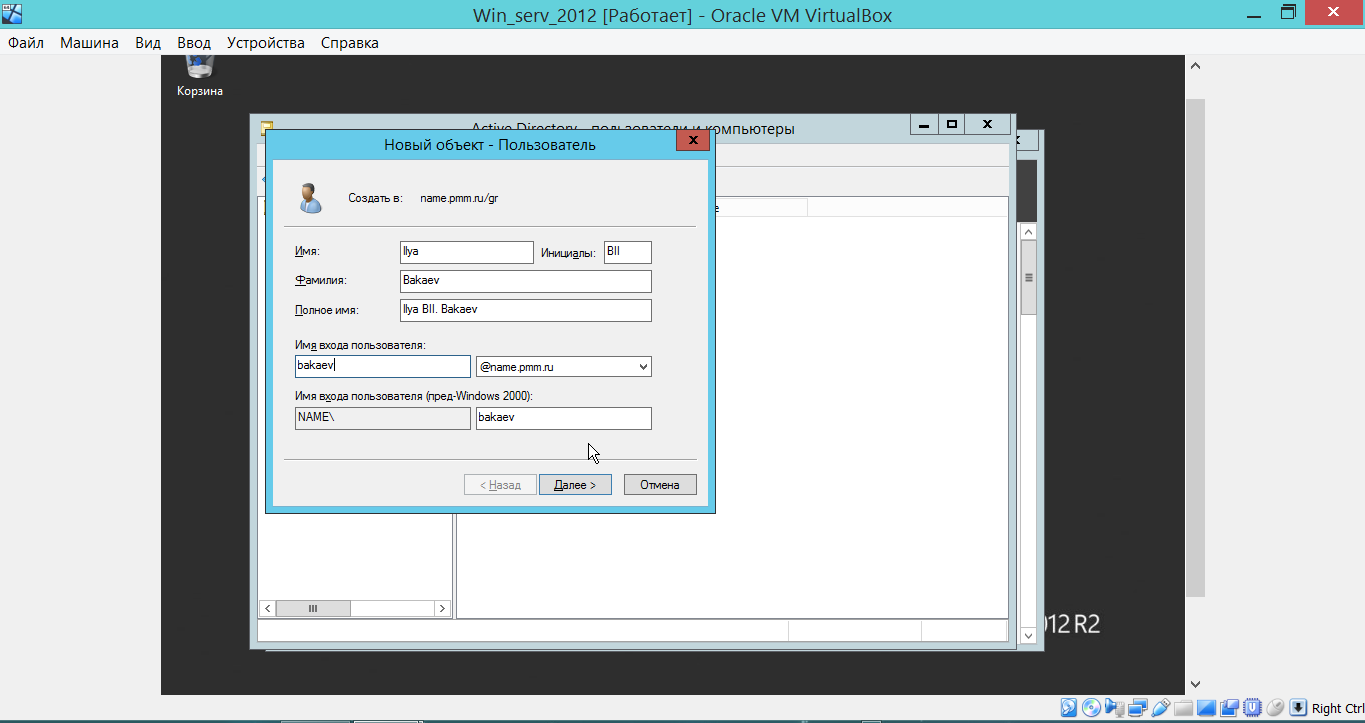 Win_serv_2012 [Работает] - Oracle VM VirtualBox
Файл Машина Вид Ввод Устройства Справка
Корзина
Active Directory - пользователи и компьютеры
Новый объект - Пользователь
Создать в: name.pmm.ru/gr
Имя: Ilya Инициалы: BII
Фамилия: Bakaev
Полное имя: Ilya BII. Bakaev
Имя входа пользователя:
bakaev @name.pmm.ru
Имя входа пользователя (пред-Windows 2000):
NAME\ bakaev
< Назад Далее > Отмена
012 R2
Right Ctrl